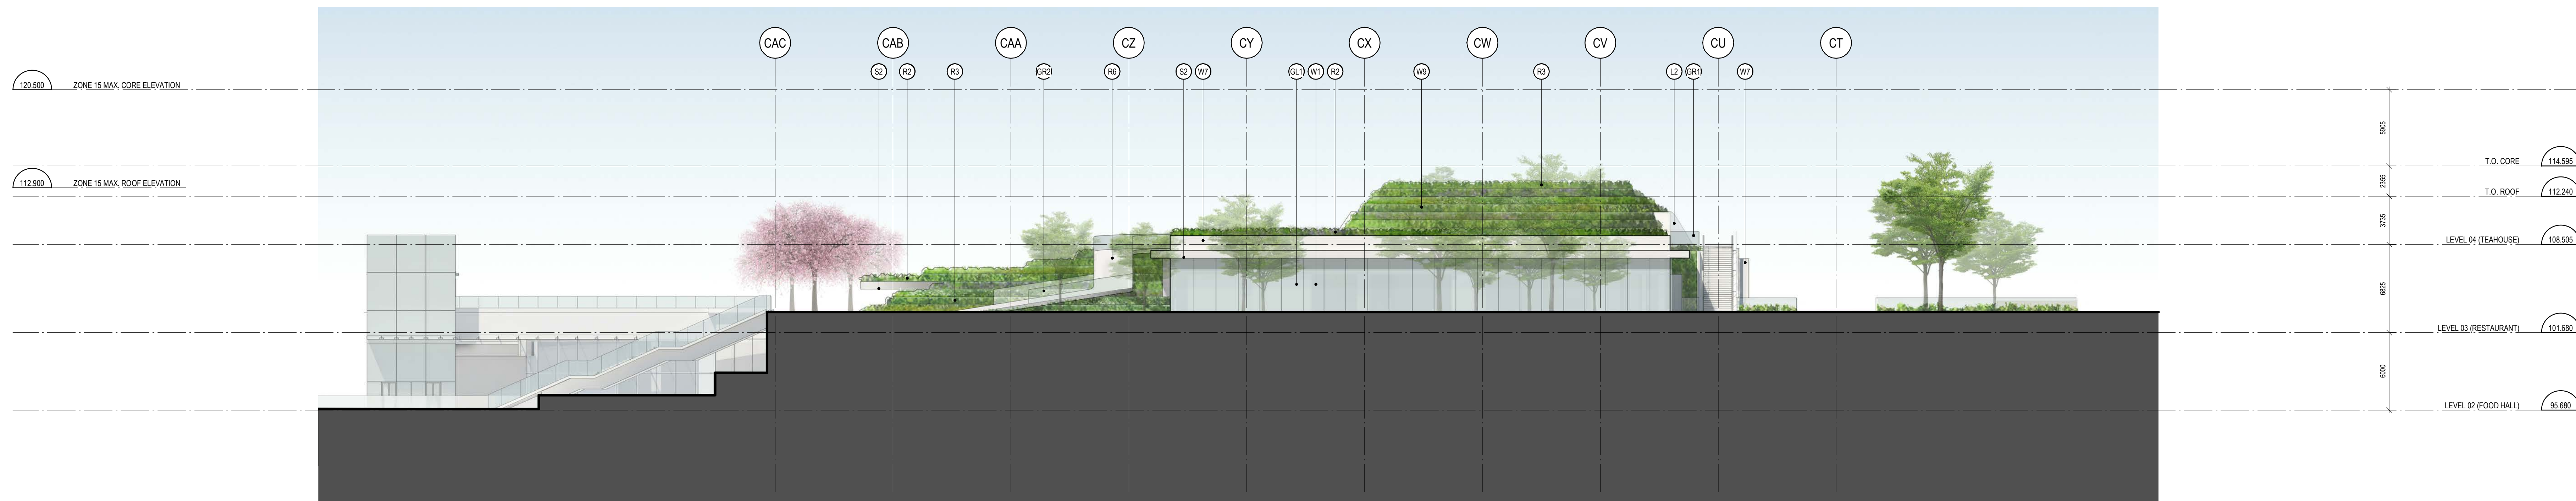 CAC CAB CAA CZ CY CX CW CV CU CT
S2 R2 R3 GR2 R6 S2 W7 GL1 W1 R2 W9 R3 L2 GR1 W7
120.500 ZONE 15 MAX. CORE ELEVATION
5905
T.O. CORE 114.595
112.900 ZONE 15 MAX. ROOF ELEVATION
2355
T.O. ROOF 112.240
3735
LEVEL 04 (TEAHOUSE) 108.505
6825
LEVEL 03 (RESTAURANT) 101.680
6000
LEVEL 02 (FOOD HALL) 95.680